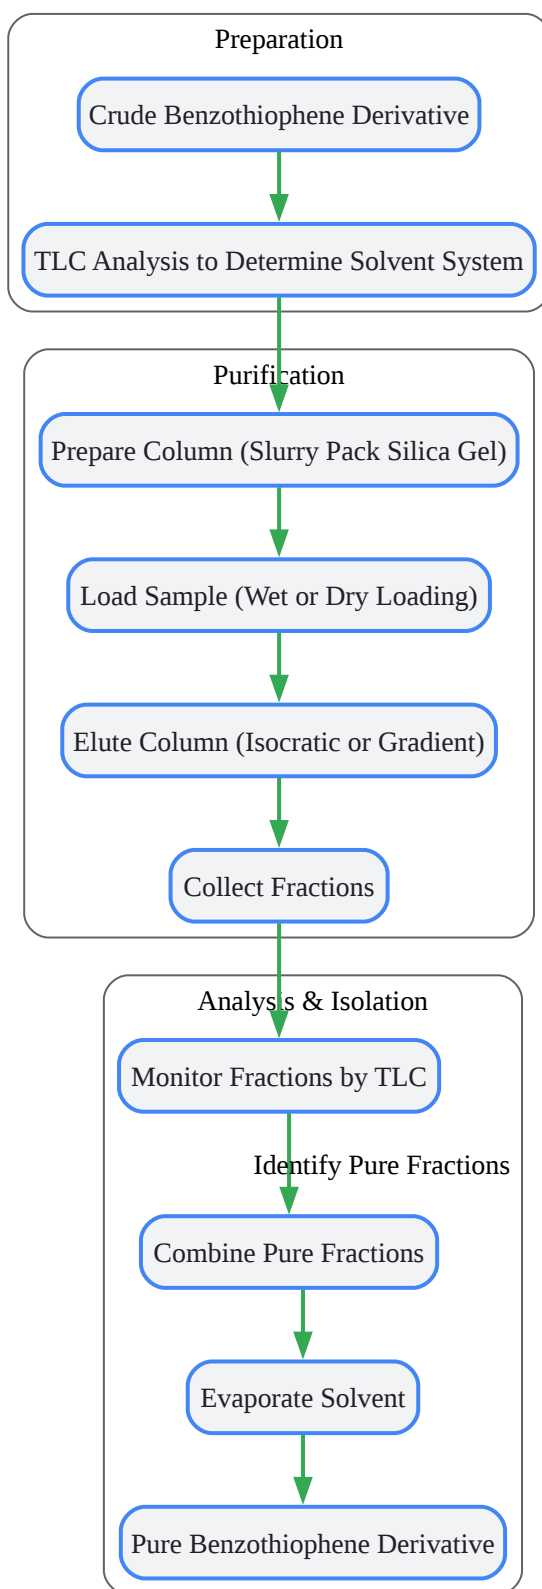 Preparation
Crude Benzothiophene Derivative
TLC Analysis to Determine Solvent System
Purification
Prepare Column (Slurry Pack Silica Gel)
Load Sample (Wet or Dry Loading)
Elute Column (Isocratic or Gradient)
Collect Fractions
Analysis & Isolation
Monitor Fractions by TLC
Identify Pure Fractions
Combine Pure Fractions
Evaporate Solvent
Pure Benzothiophene Derivative